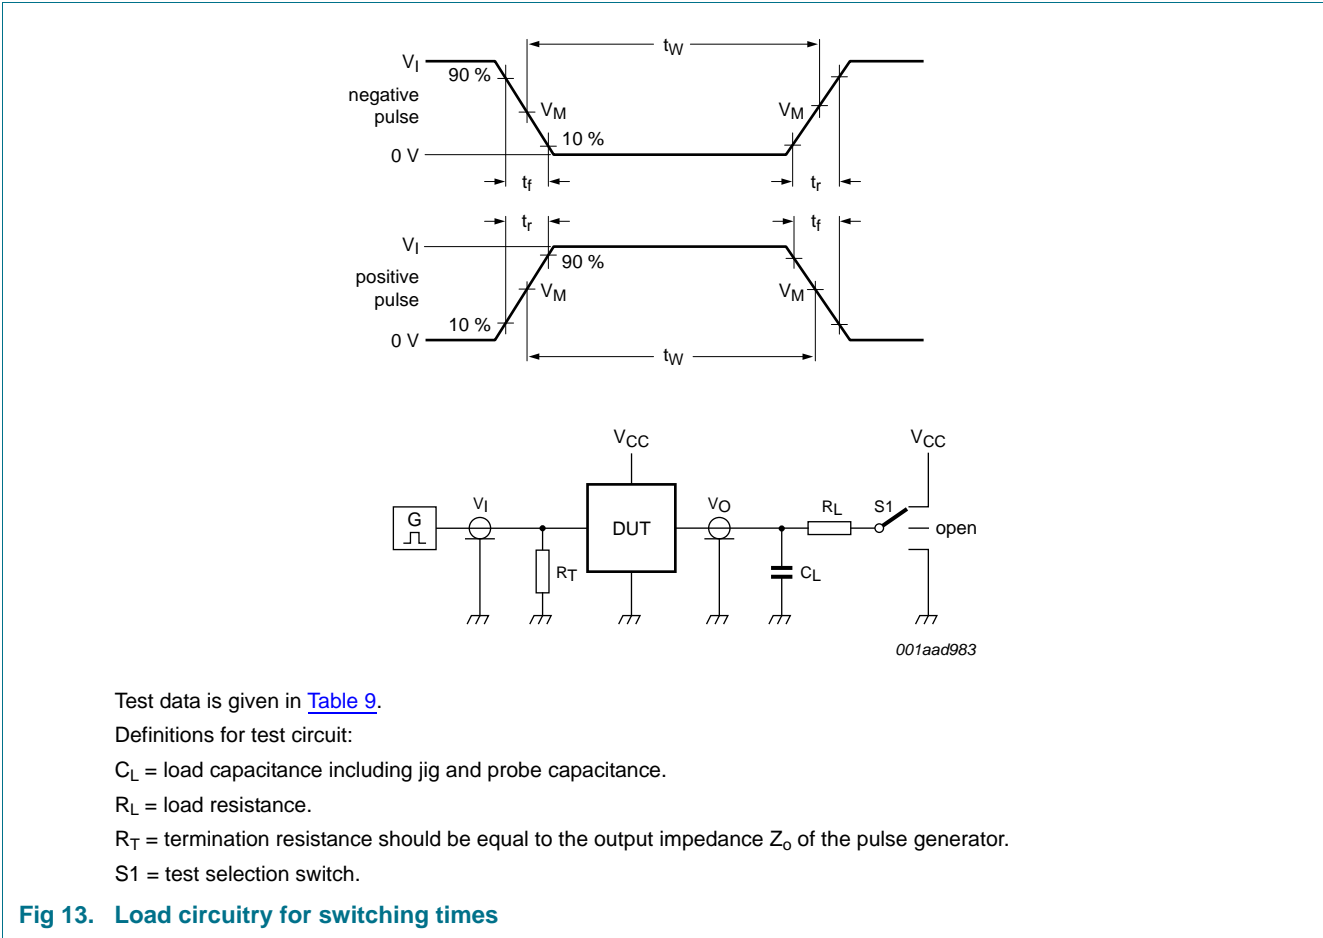 tW
VI
90 %
negative
pulse
VM
VM
10 %
0 V
tf
tr
tr
tf
VI
90 %
positive
pulse
VM
VM
10 %
0 V
tW
VCC
VCC
G
VI
DUT
VO
RL
S1
open
RT
CL
001aad983
Test data is given in Table 9.
Definitions for test circuit:
CL = load capacitance including jig and probe capacitance.
RL = load resistance.
RT = termination resistance should be equal to the output impedance Zo of the pulse generator.
S1 = test selection switch.
Fig 13. Load circuitry for switching times